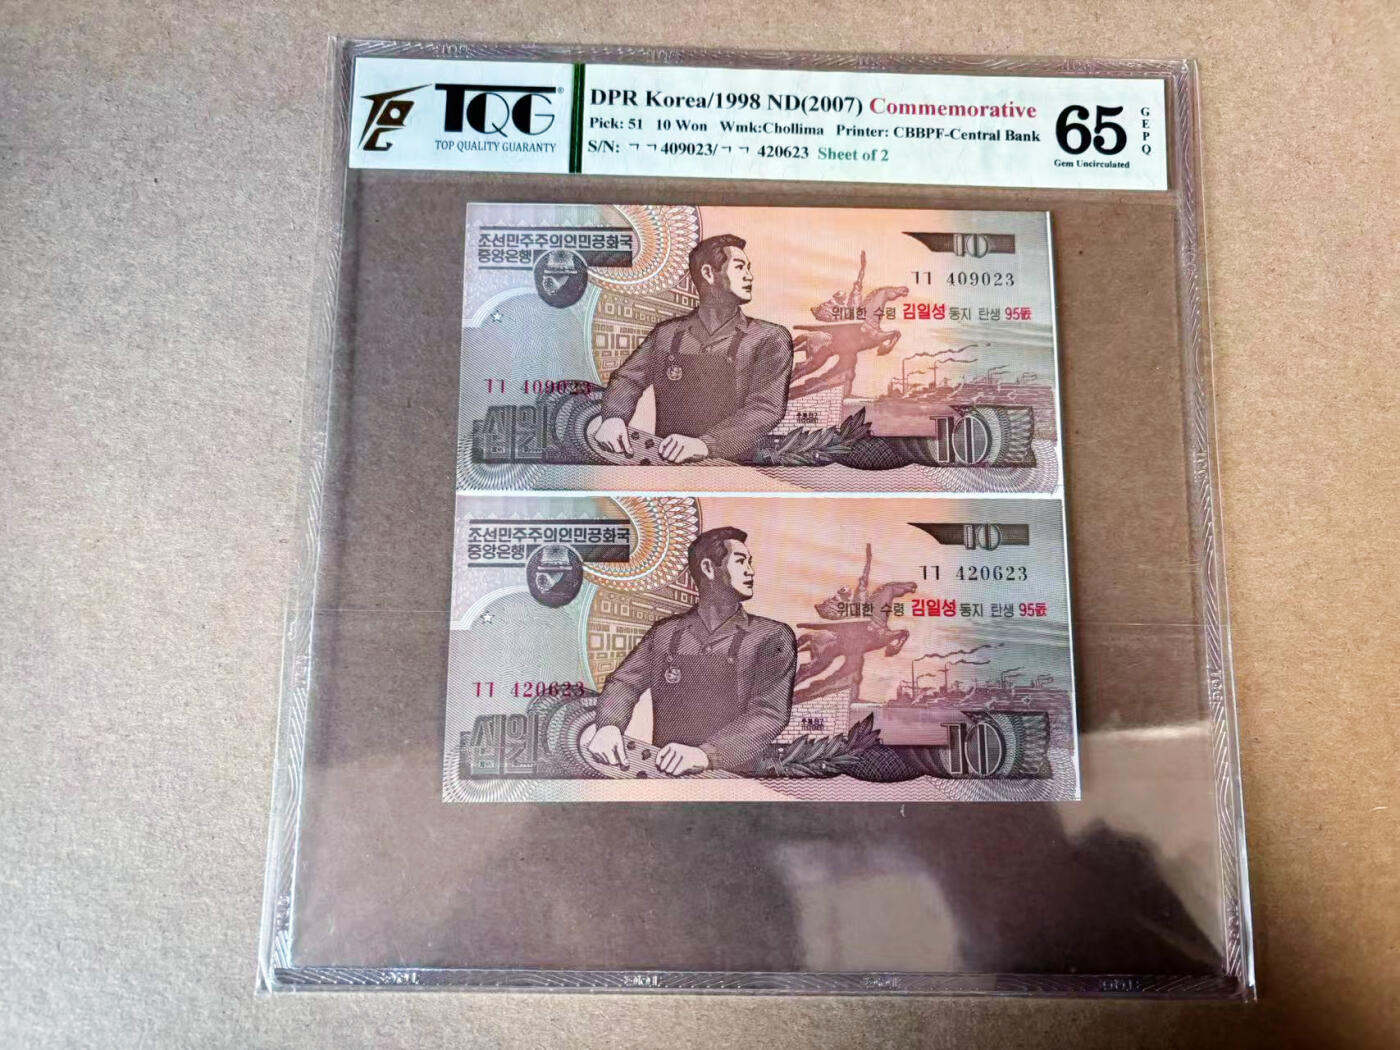 TQG®
TOP QUALITY GUARANTY
DPR Korea/1998 ND(2007) Commemorative
Pick: 51 10 Won Wmk:Chollima Printer: CBBPF-Central Bank
S/N: ㄱㄱ409023/ㄱㄱ 420623 Sheet of 2
65
Gem Uncirculated
GEPQ
조선민주주의인민공화국
중앙은행
10
ㄱㄱ 409023
위대한 수령 김일성동지 탄생 95돐
ㄱㄱ 409023
십원
10
조선민주주의인민공화국
중앙은행
10
ㄱㄱ 420623
위대한 수령 김일성동지 탄생 95돐
ㄱㄱ 420623
십원
10